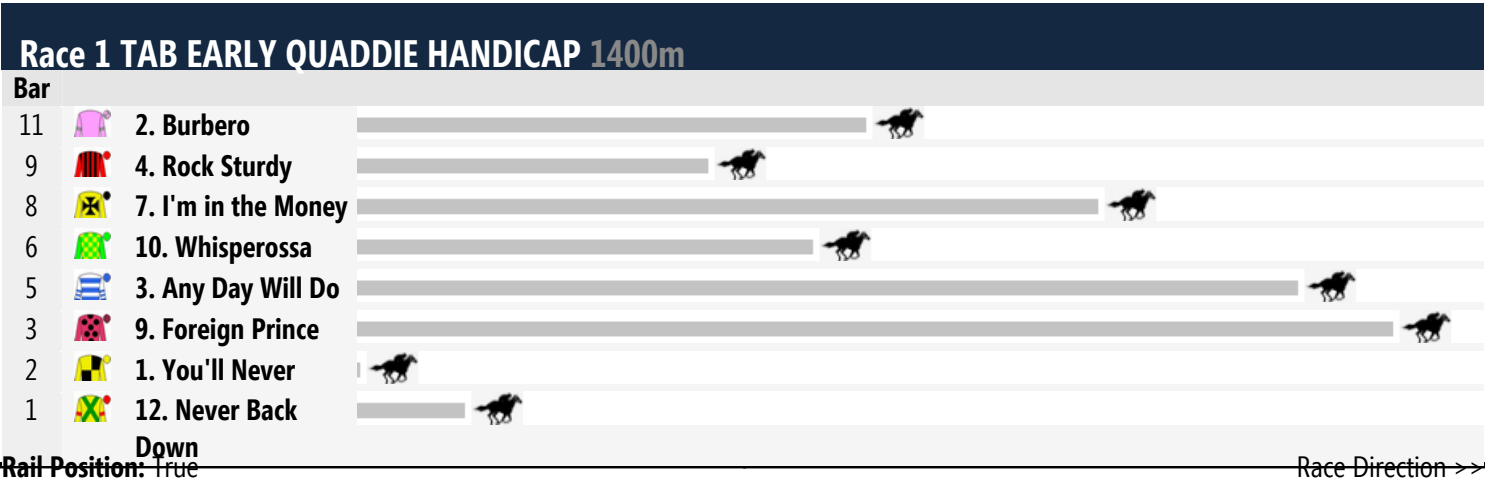 Race 1 TAB EARLY QUADDIE HANDICAP 1400m
Bar
11 2. Burbero
9 4. Rock Sturdy
8 7. I'm in the Money
6 10. Whisperossa
5 3. Any Day Will Do
3 9. Foreign Prince
2 1. You'll Never
1 12. Never Back
Down
Rail Position: True Race Direction >>